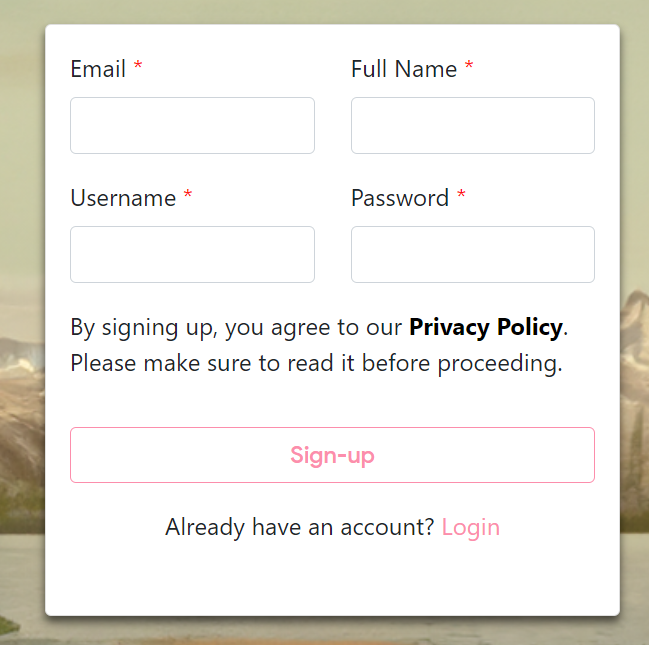 Email *
Full Name *
Username *
Password *
By signing up, you agree to our Privacy Policy.
Please make sure to read it before proceeding.
Sign-up
Already have an account? Login